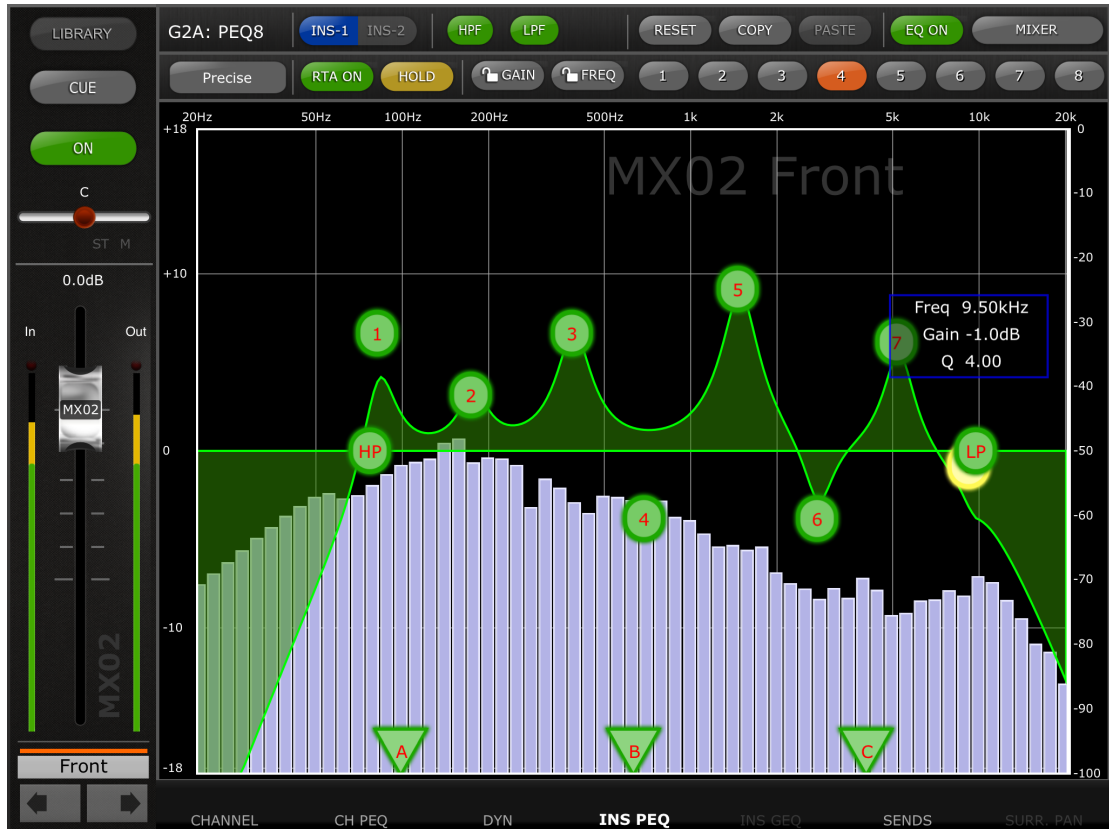 LIBRARY G2A: PEQ8 INS-1 INS-2 HPF LPF RESET COPY PASTE EQ ON MIXER
CUE Precise RTA ON HOLD GAIN FREQ 1 2 3 4 5 6 7 8
20Hz 50Hz 100Hz 200Hz 500Hz 1k 2k 5k 10k 20k
+18 0
ON
MX02 Front
C
-10
ST M
-20
0.0dB +10
5
Freq 9.50kHz
In Out 1 3 -30
Gain -1.0dB
7
Q 4.00
-40
2
MX02
0 HP LP -50
4 6 -60
-70
-10
-80
MX02
-90
A B C
Front -18 -100
CHANNEL CH PEQ DYN INS PEQ INS GEQ SENDS SURR. PAN